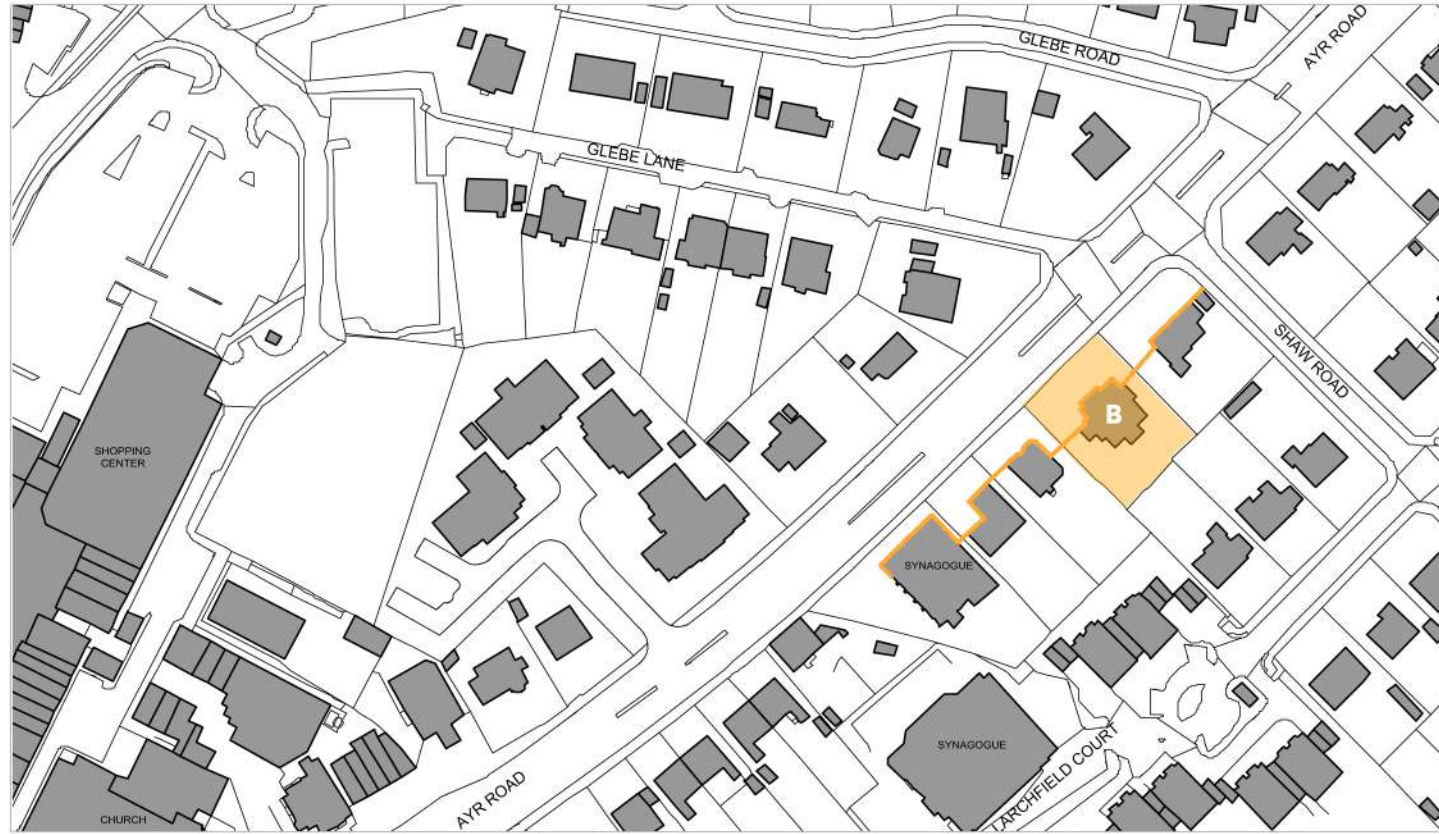 GLEBE ROAD
AYR ROAD
GLEBE LANE
SHAW ROAD
B
SHOPPING
CENTER
SYNAGOGUE
SYNAGOGUE
LARCHFIELD COURT
AYR ROAD
CHURCH